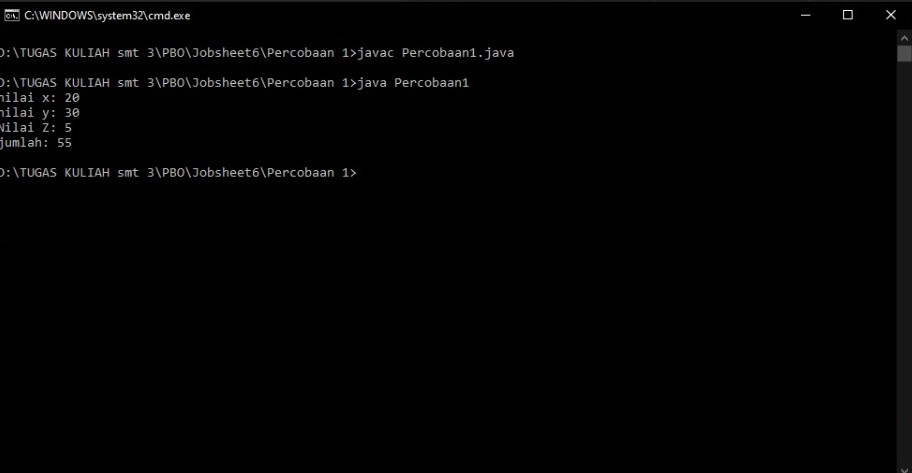 C:\WINDOWS\system32\cmd.exe
D:\TUGAS KULIAH smt 3\PBO\Jobsheet6\Percobaan 1>javac Percobaan1.java
D:\TUGAS KULIAH smt 3\PBO\Jobsheet6\Percobaan 1>java Percobaan1
nilai x: 20
nilai y: 30
Nilai Z: 5
jumlah: 55
D:\TUGAS KULIAH smt 3\PBO\Jobsheet6\Percobaan 1>